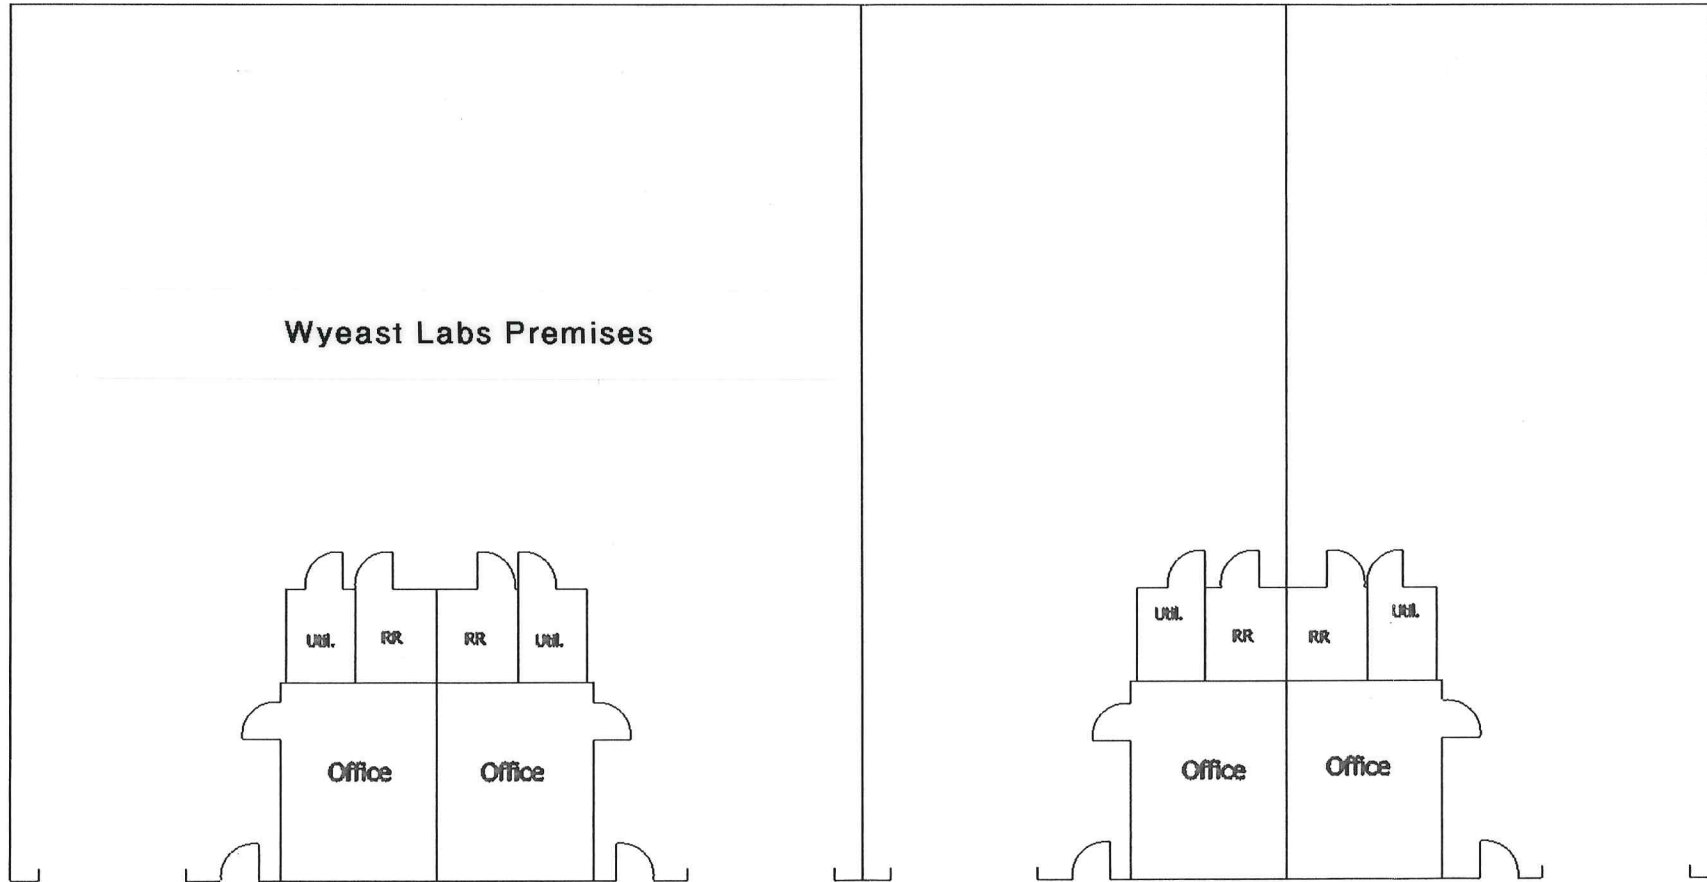 Wyeast Labs Premises
Util. RR RR Util.
Util. RR RR Util.
Office Office
Office Office